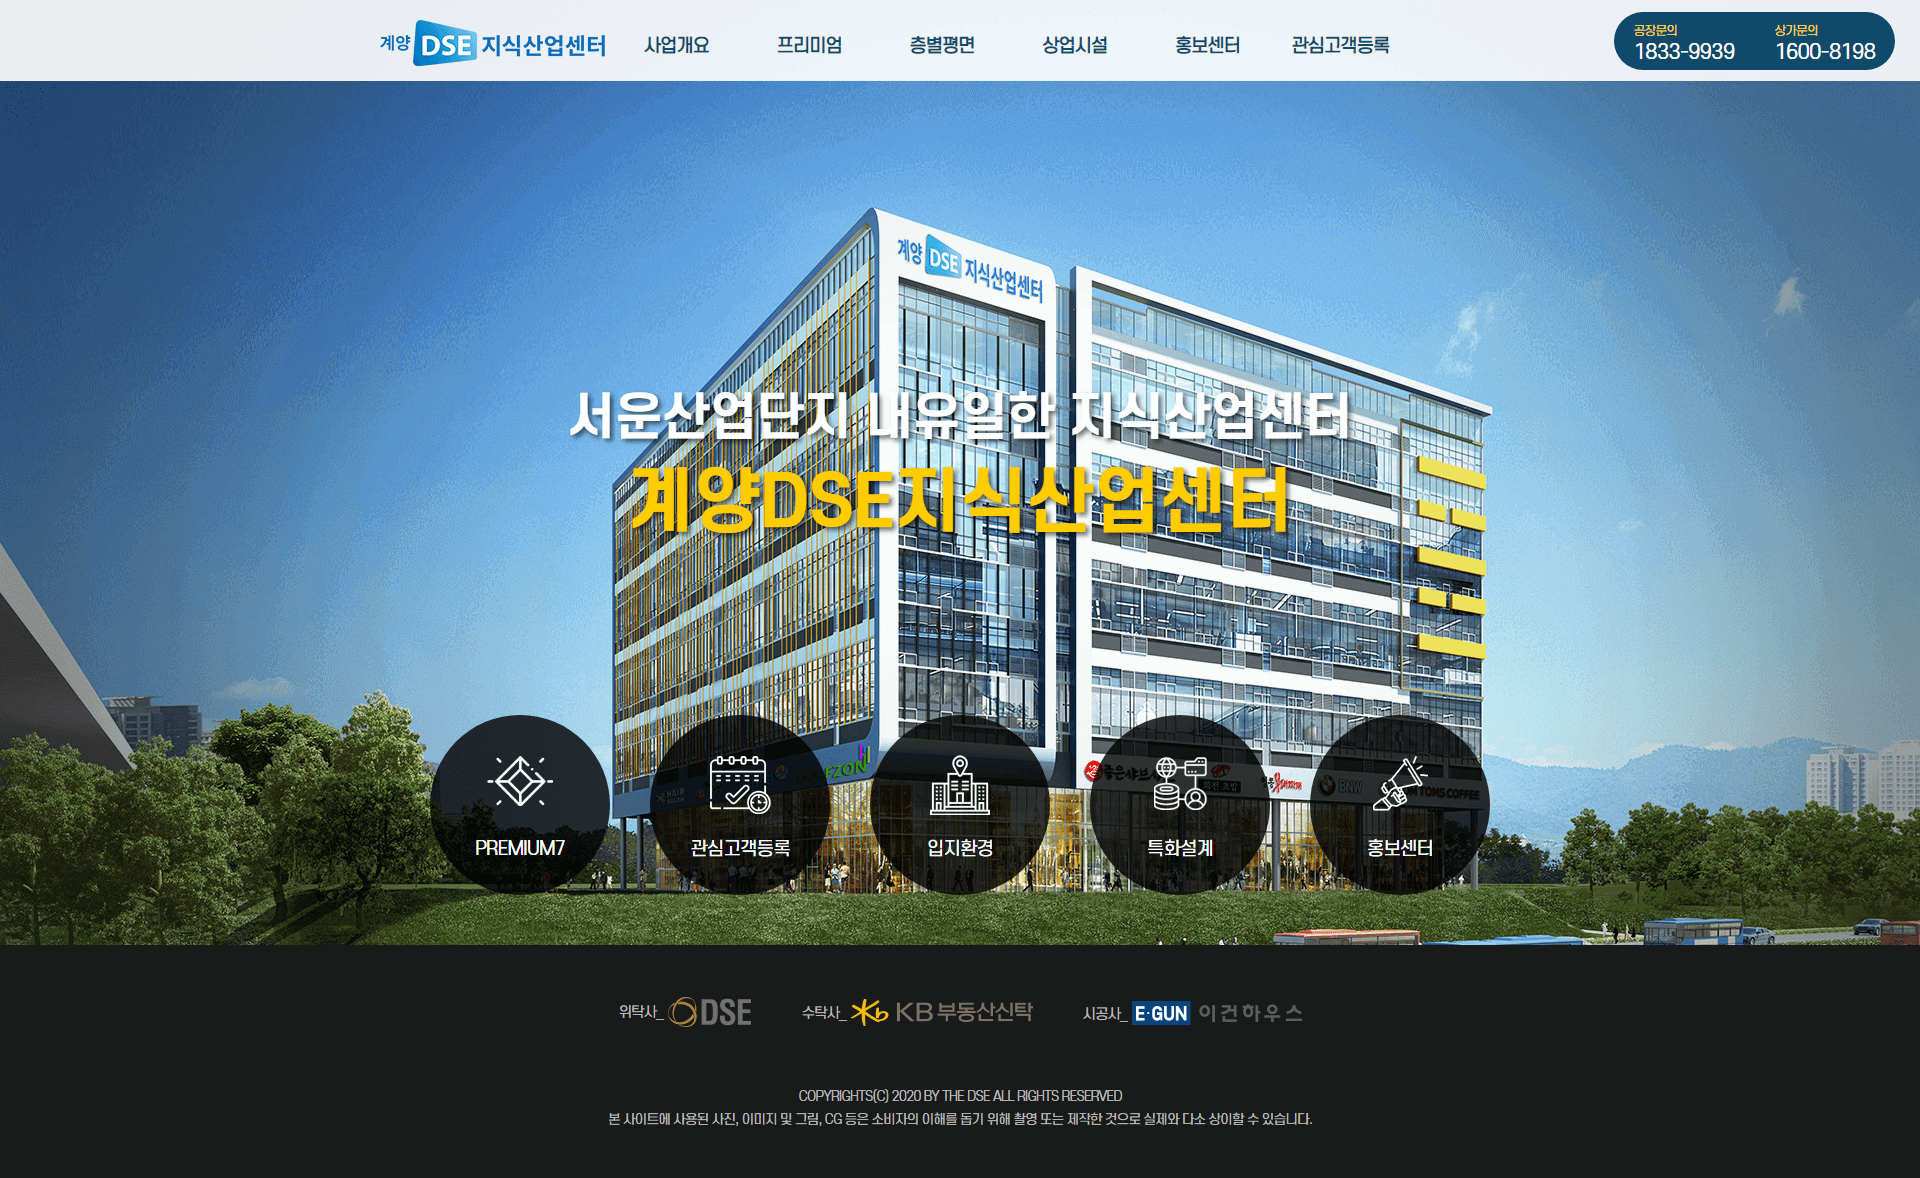 계양 DSE 지식산업센터
사업개요 프리미엄 층별평면 상업시설 홍보센터 관심고객등록
공장문의 상가문의
1833-9939 1600-8198
계양 DSE 지식산업센터
서운산업단지 내유일한 지식산업센터
계양DSE지식산업센터
BNW
PREMIUM7 관심고객등록 입지환경 특화설계 홍보센터
위탁사_ DSE 수탁사_ KB부동산신탁 시공사_ E·GUN 이건하우스
COPYRIGHTS(C) 2020 BY THE DSE ALL RIGHTS RESERVED
본 사이트에 사용된 사진, 이미지 및 그림, CG 등은 소비자의 이해를 돕기 위해 촬영 또는 제작한 것으로 실제와 다소 상이할 수 있습니다.